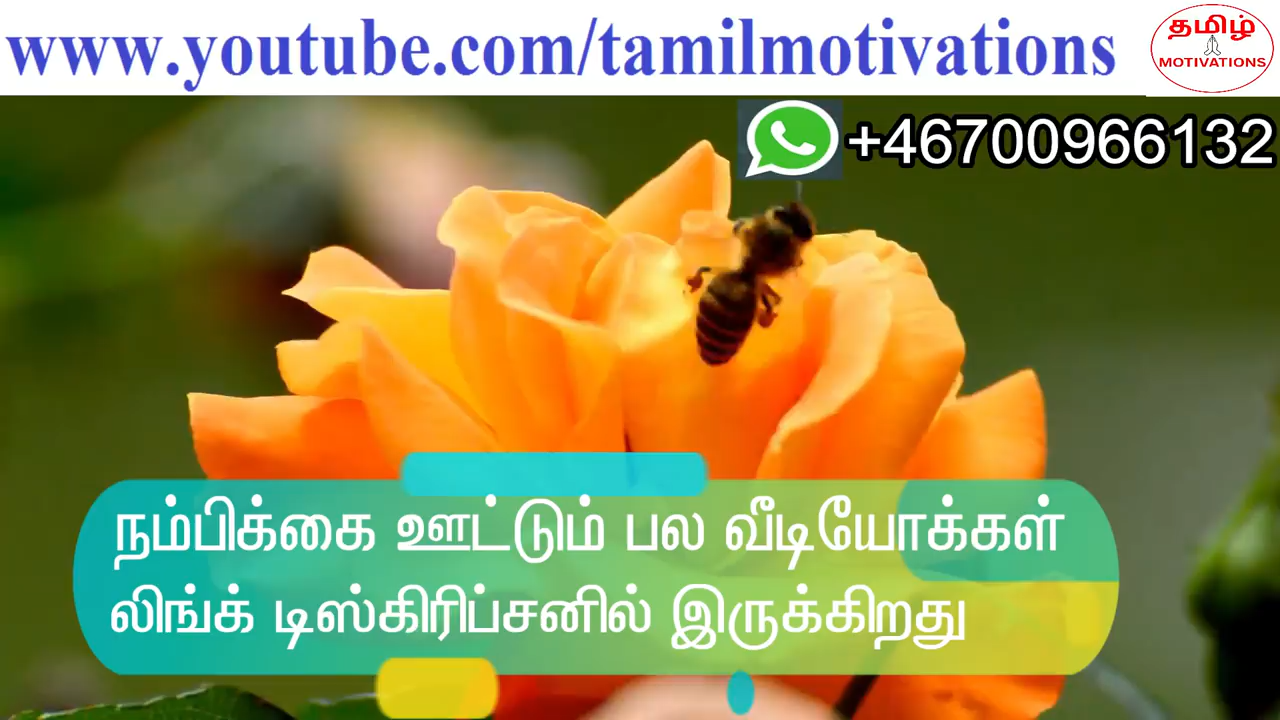 www.youtube.com/tamilmotivations
தமிழ்
MOTIVATIONS
+46700966132
நம்பிக்கை ஊட்டும் பல வீடியோக்கள்
லிங்க் டிஸ்கிரிப்சனில் இருக்கிறது